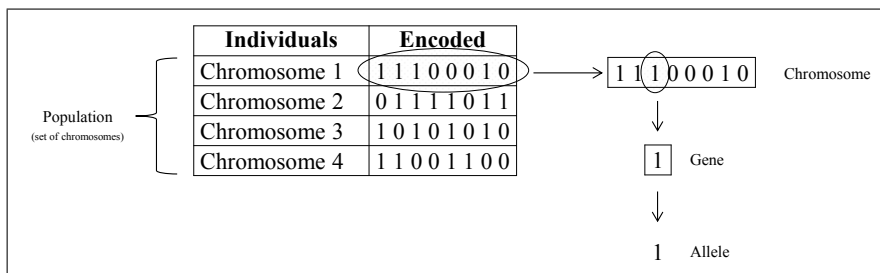 Individuals Encoded
Chromosome 1 1 1 1 0 0 0 1 0
Chromosome 2 0 1 1 1 1 0 1 1
Chromosome 3 1 0 1 0 1 0 1 0
Chromosome 4 1 1 0 0 1 1 0 0
Population
(set of chromosomes)
1 1 1 0 0 0 1 0 Chromosome
1 Gene
1 Allele